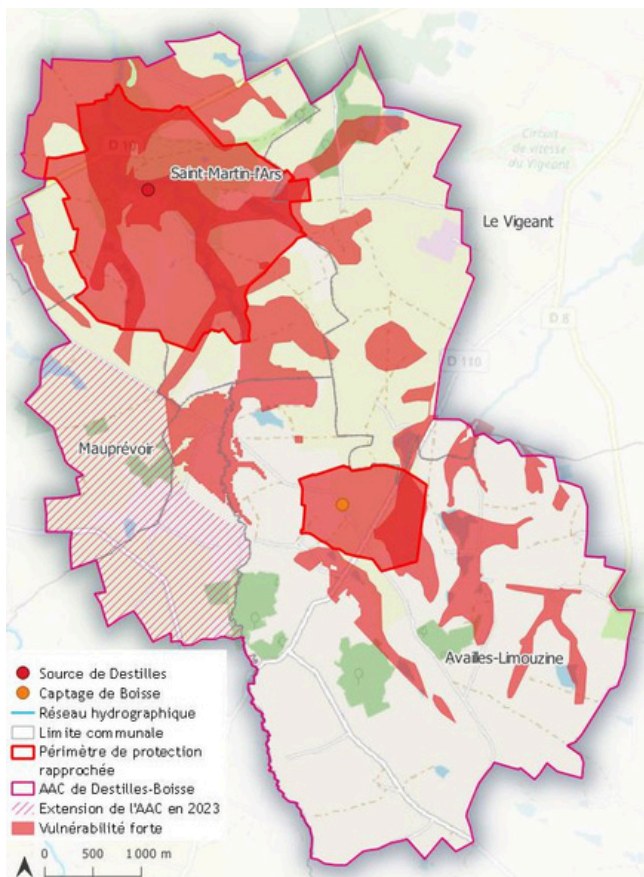 D 10
Saint-Martin-l'Ars
Circuit
de vitesse
du Vigeant
Le Vigeant
D 8
D 110
Mauprévoir
Availles-Limouzine
Source de Destilles
Captage de Boisse
Réseau hydrographique
Limite communale
Périmètre de protection
rapprochée
AAC de Destilles-Boisse
Extension de l'AAC en 2023
Vulnérabilité forte
0 500 1 000 m